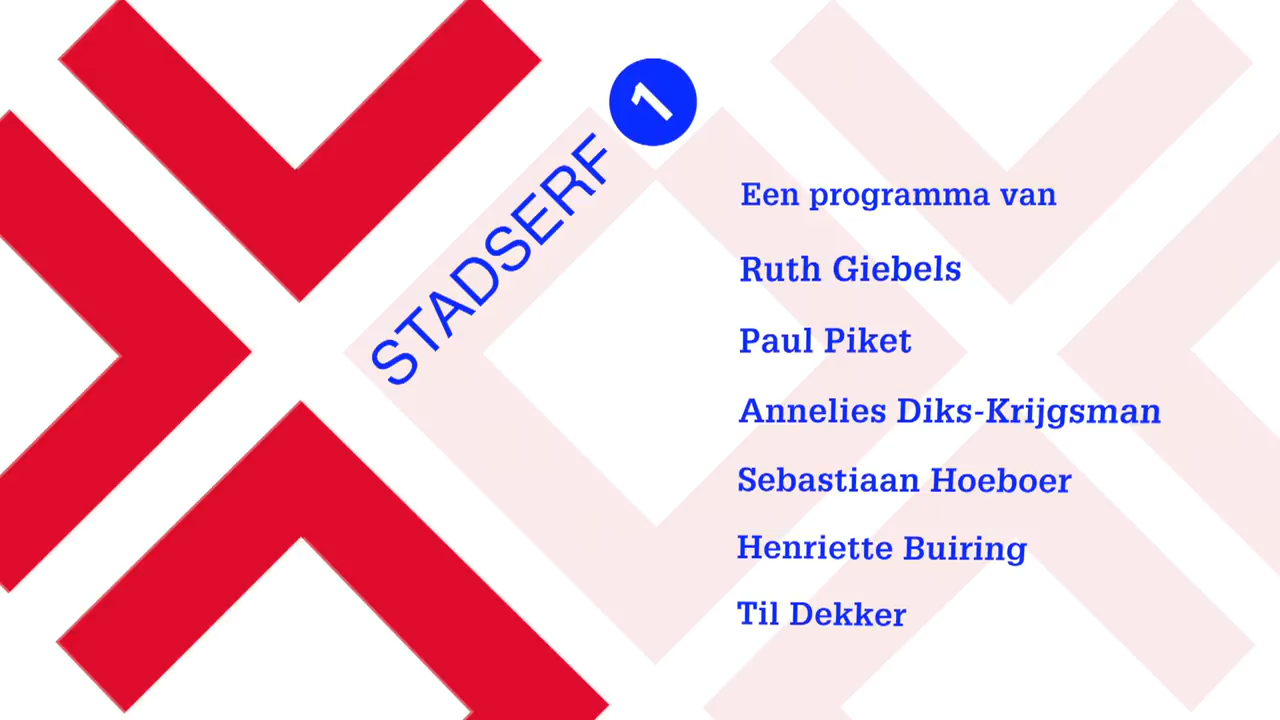 STADSERF
1
Een programma van
Ruth Giebels
Paul Piket
Annelies Diks-Krijgsman
Sebastiaan Hoeboer
Henriette Buiring
Til Dekker